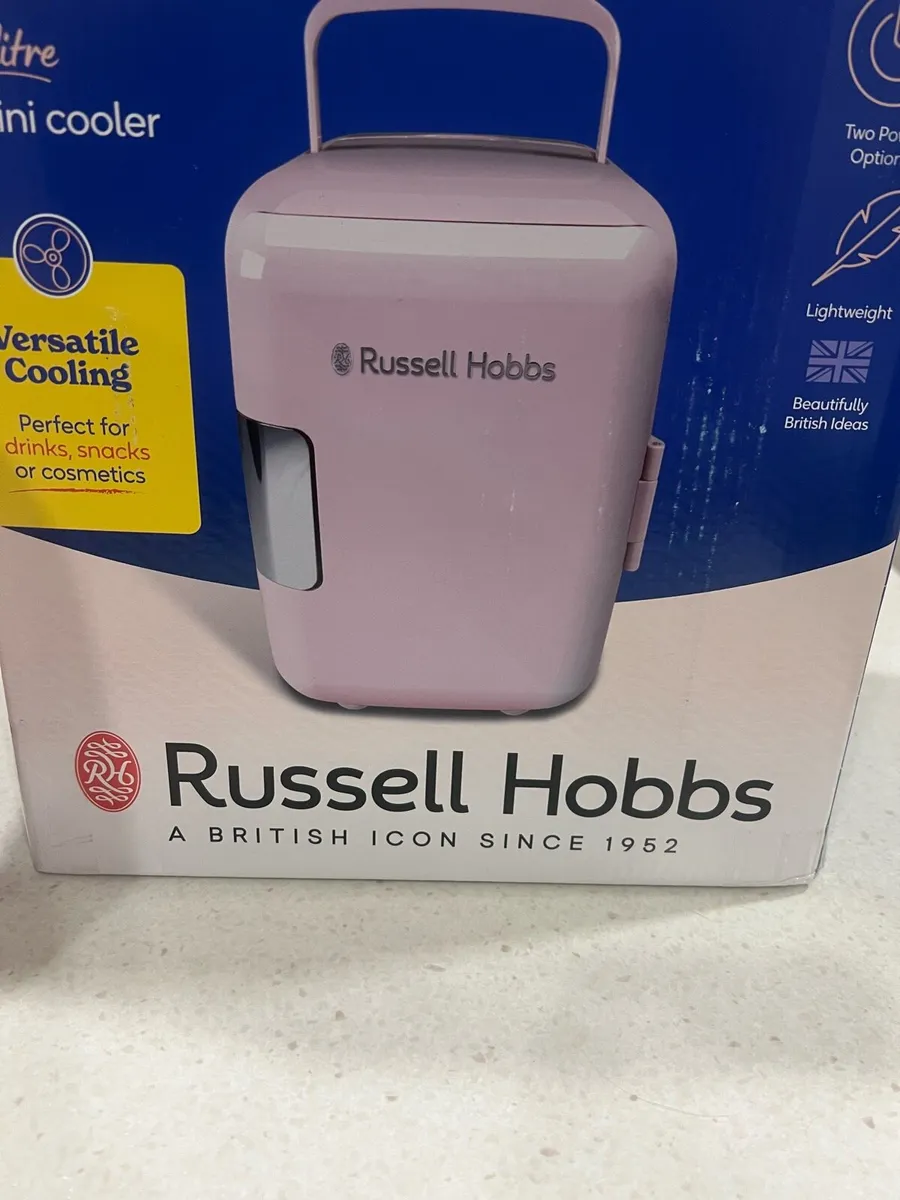 itre
ini cooler
Versatile
Cooling
Perfect for
drinks, snacks
or cosmetics
Russell Hobbs
Two Po
Option
Lightweight
Beautifully
British Ideas
RH
Russell Hobbs
A BRITISH ICON SINCE 1952